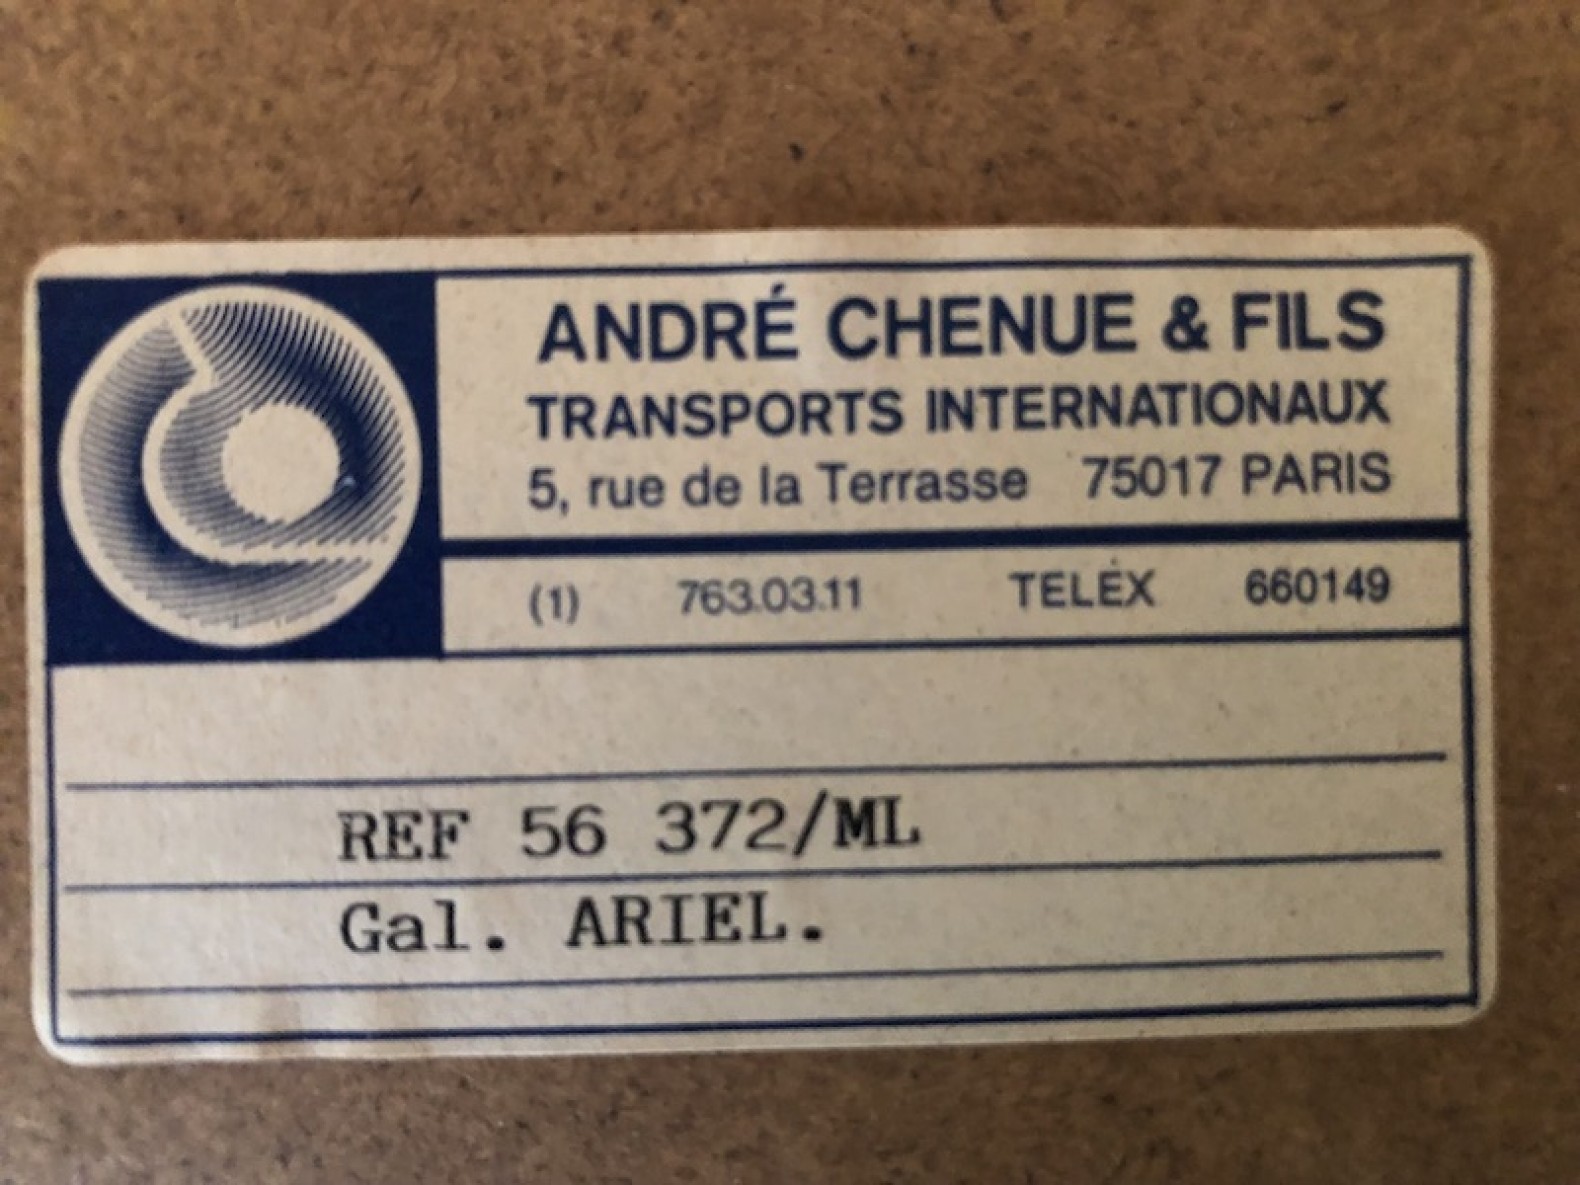 ANDRÉ CHENUE & FILS
TRANSPORTS INTERNATIONAUX
5, rue de la Terrasse 75017 PARIS
(1) 763.03.11 TELÉX 660149
REF 56 372/ML
Gal. ARIEL.